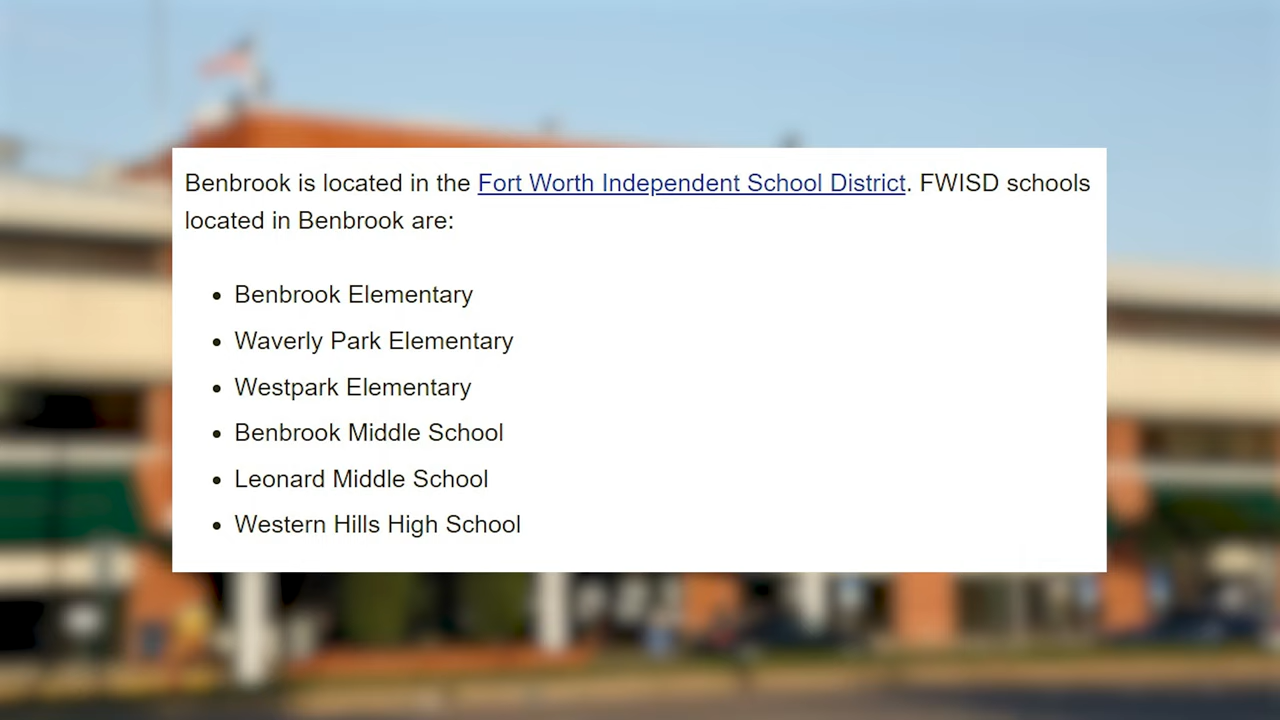 Benbrook is located in the Fort Worth Independent School District. FWISD schools
located in Benbrook are:
Benbrook Elementary
Waverly Park Elementary
Westpark Elementary
Benbrook Middle School
Leonard Middle School
Western Hills High School